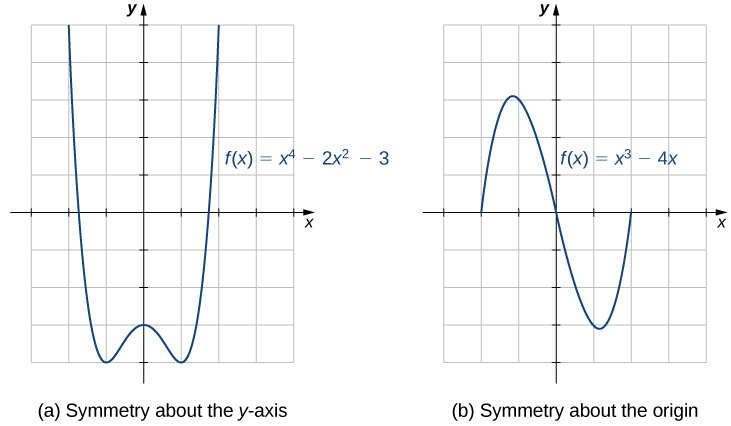 y
f(x) = x⁴ − 2x² − 3
x
(a) Symmetry about the y-axis
y
f(x) = x³ − 4x
x
(b) Symmetry about the origin